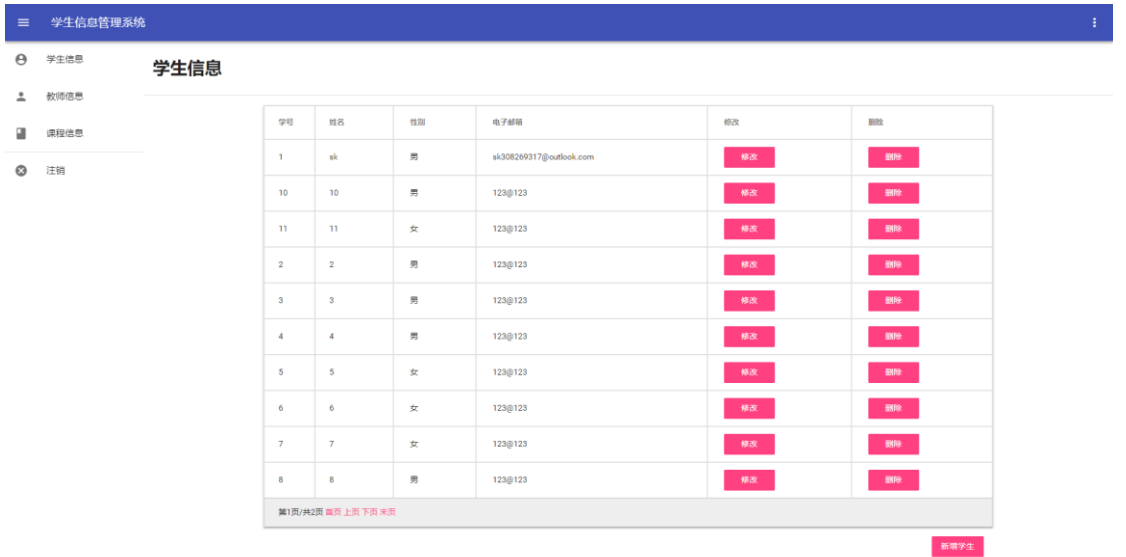 学生信息管理系统
学生信息
教师信息
课程信息
注销
学生信息
学号 姓名 性别 电子邮箱 修改 删除
1 sk 男 sk308269317@outlook.com 修改 删除
10 10 男 123@123 修改 删除
11 11 女 123@123 修改 删除
2 2 男 123@123 修改 删除
3 3 男 123@123 修改 删除
4 4 男 123@123 修改 删除
5 5 女 123@123 修改 删除
6 6 女 123@123 修改 删除
7 7 女 123@123 修改 删除
8 8 男 123@123 修改 删除
第1页/共2页 首页 上页 下页 末页
新增学生